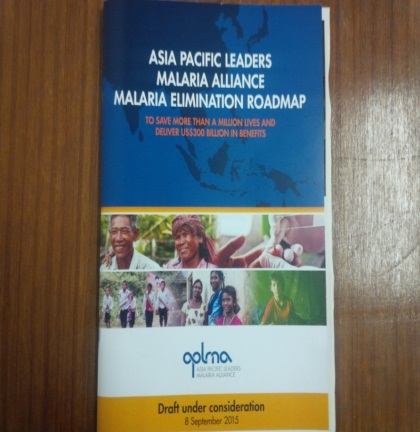 ASIA PACIFIC LEADERS
MALARIA ALLIANCE
MALARIA ELIMINATION ROADMAP
TO SAVE MORE THAN A MILLION LIVES AND
DELIVER US$300 BILLION IN BENEFITS
aplma
ASIA PACIFIC LEADERS
MALARIA ALLIANCE
Draft under consideration
8 September 2015